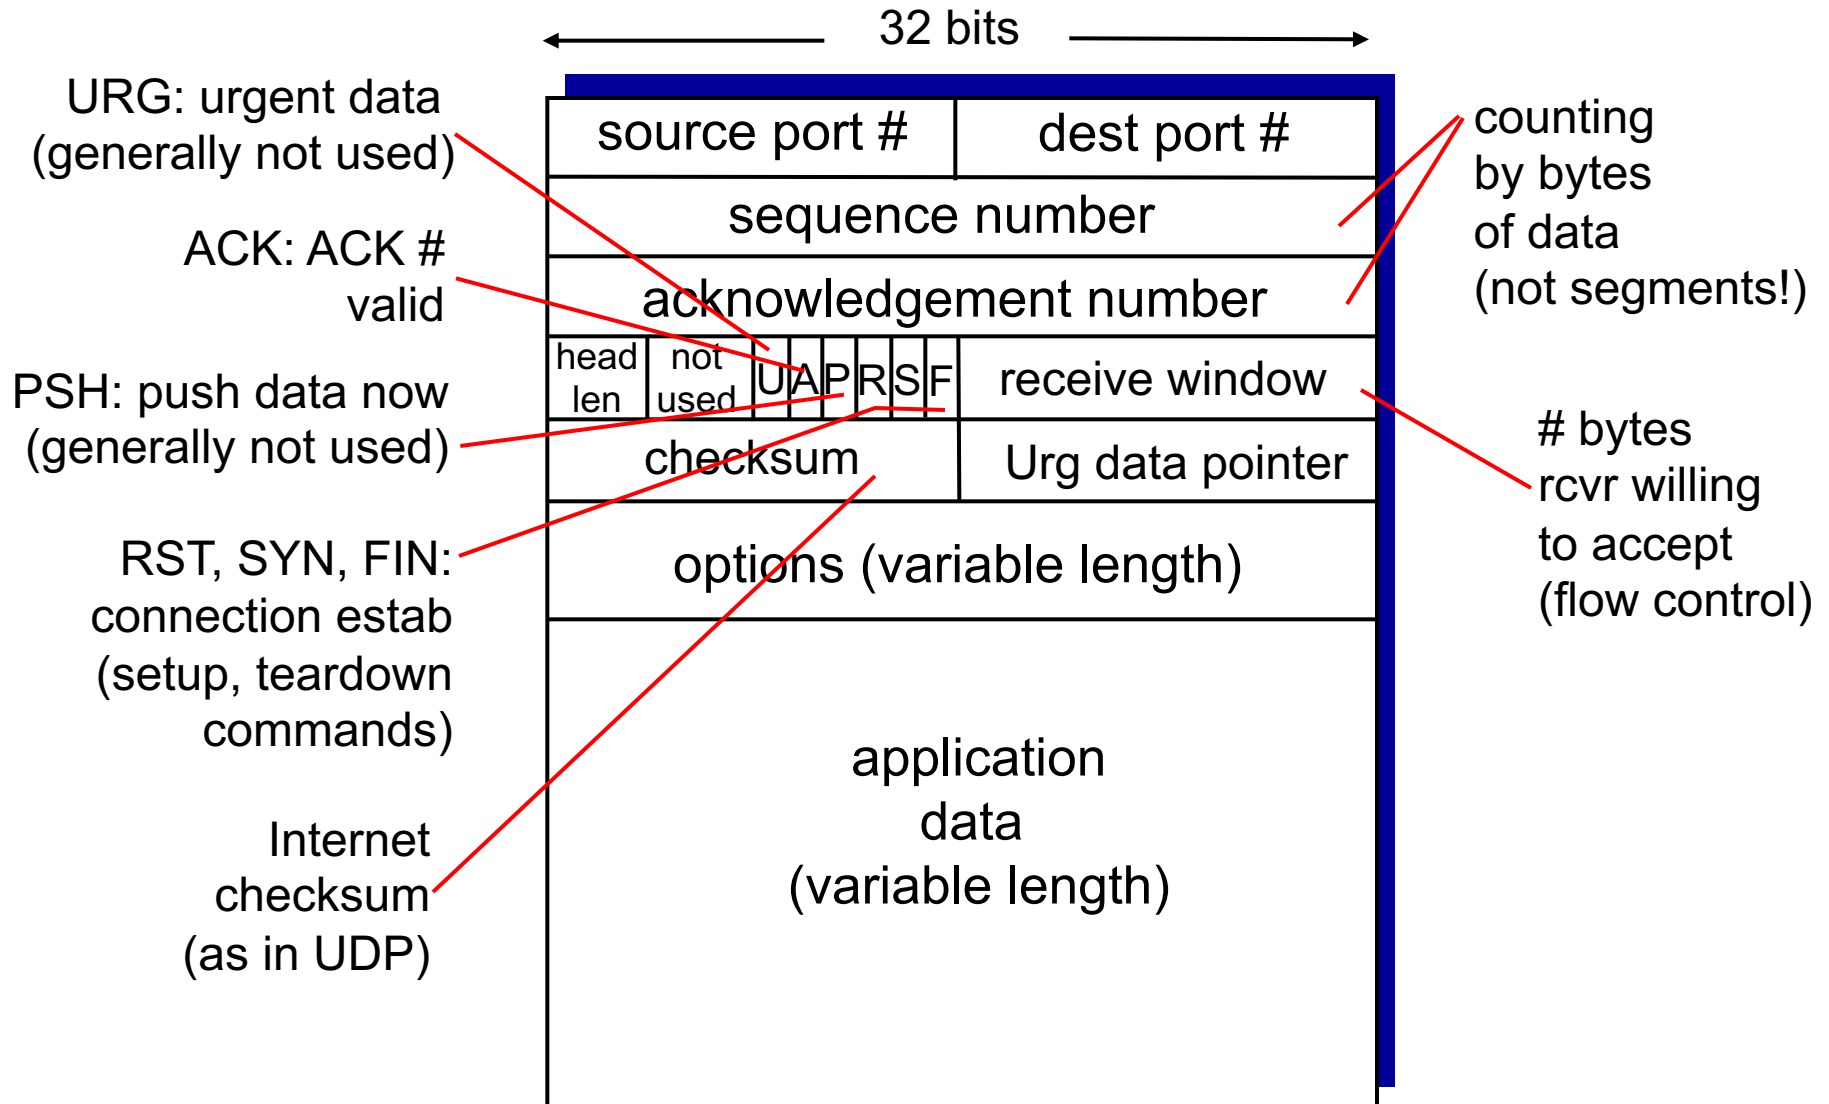 32 bits
URG: urgent data
(generally not used)
ACK: ACK #
valid
PSH: push data now
(generally not used)
RST, SYN, FIN:
connection estab
(setup, teardown
commands)
Internet
checksum
(as in UDP)
source port #
dest port #
sequence number
acknowledgement number
head
len
not
used
U
A
P
R
S
F
receive window
checksum
Urg data pointer
options (variable length)
application
data
(variable length)
counting
by bytes
of data
(not segments!)
# bytes
rcvr willing
to accept
(flow control)